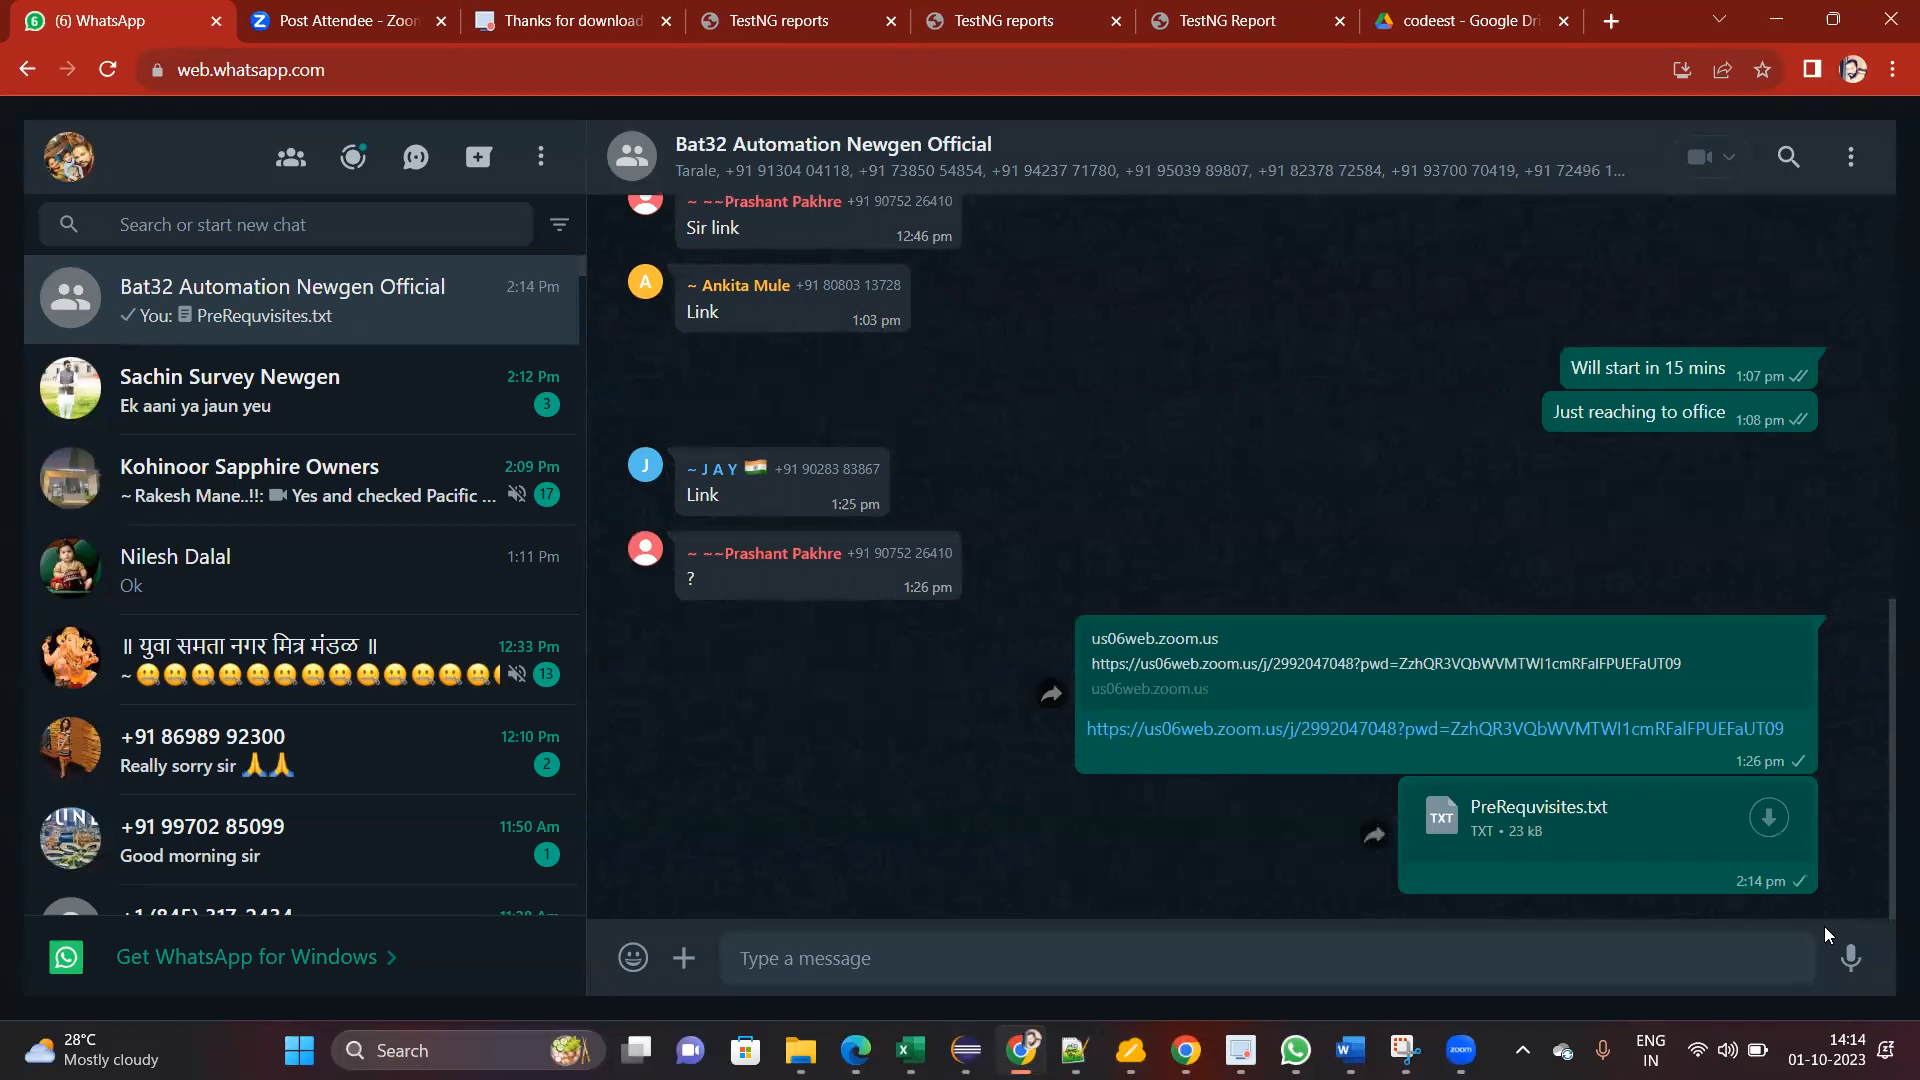 (6) WhatsApp
Post Attendee - Zoom
Thanks for download
TestNG reports
TestNG reports
TestNG Report
codeest - Google Dri
web.whatsapp.com
Search or start new chat
Bat32 Automation Newgen Official
2:14 Pm
You: PreRequvisites.txt
Sachin Survey Newgen
2:12 Pm
Ek aani ya jaun yeu
3
Kohinoor Sapphire Owners
2:09 Pm
~ Rakesh Mane..!!: Yes and checked Pacific ...
17
Nilesh Dalal
1:11 Pm
Ok
॥ युवा समता नगर मित्र मंडळ ॥
12:33 Pm
~ 🤐🤐🤐🤐🤐🤐🤐🤐🤐🤐🤐🤐🤐
13
+91 86989 92300
12:10 Pm
Really sorry sir 🙏🙏
2
+91 99702 85099
11:50 Am
Good morning sir
1
Get WhatsApp for Windows
Bat32 Automation Newgen Official
Tarale, +91 91304 04118, +91 73850 54854, +91 94237 71780, +91 95039 89807, +91 82378 72584, +91 93700 70419, +91 72496 1...
~ ~~Prashant Pakhre +91 90752 26410
Sir link
12:46 pm
A
~ Ankita Mule +91 80803 13728
Link
1:03 pm
Will start in 15 mins 1:07 pm
Just reaching to office 1:08 pm
J
~ J A Y 🇮🇳 +91 90283 83867
Link
1:25 pm
~ ~~Prashant Pakhre +91 90752 26410
?
1:26 pm
us06web.zoom.us
https://us06web.zoom.us/j/2992047048?pwd=ZzhQR3VQbWVMTWI1cmRFalFPUEFaUT09
us06web.zoom.us
https://us06web.zoom.us/j/2992047048?pwd=ZzhQR3VQbWVMTWI1cmRFalFPUEFaUT09
1:26 pm
TXT
PreRequvisites.txt
TXT • 23 kB
2:14 pm
Type a message
28°C
Mostly cloudy
Search
zoom
ENG
IN
14:14
01-10-2023